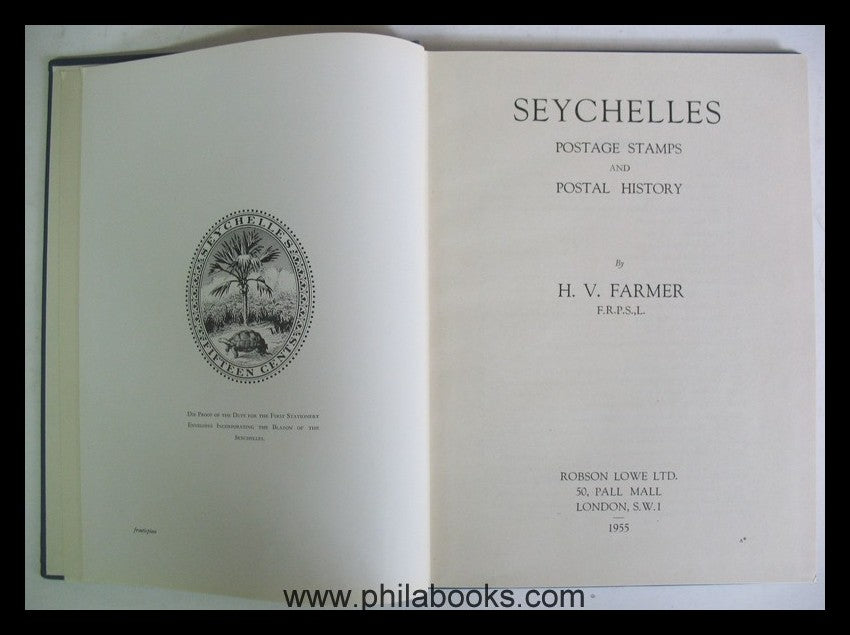 SEYCHELLES
FIFTEEN CENTS
DIE PROOF OF THE DUTY FOR THE FIRST STATIONERY
ENVELOPES INCORPORATING THE BLAZON OF THE
SEYCHELLES.
frontispiece
SEYCHELLES
POSTAGE STAMPS
AND
POSTAL HISTORY
By
H. V. FARMER
F.R.P.S.,L.
ROBSON LOWE LTD.
50, PALL MALL
LONDON, S.W.1
1955
A*
www.philabooks.com